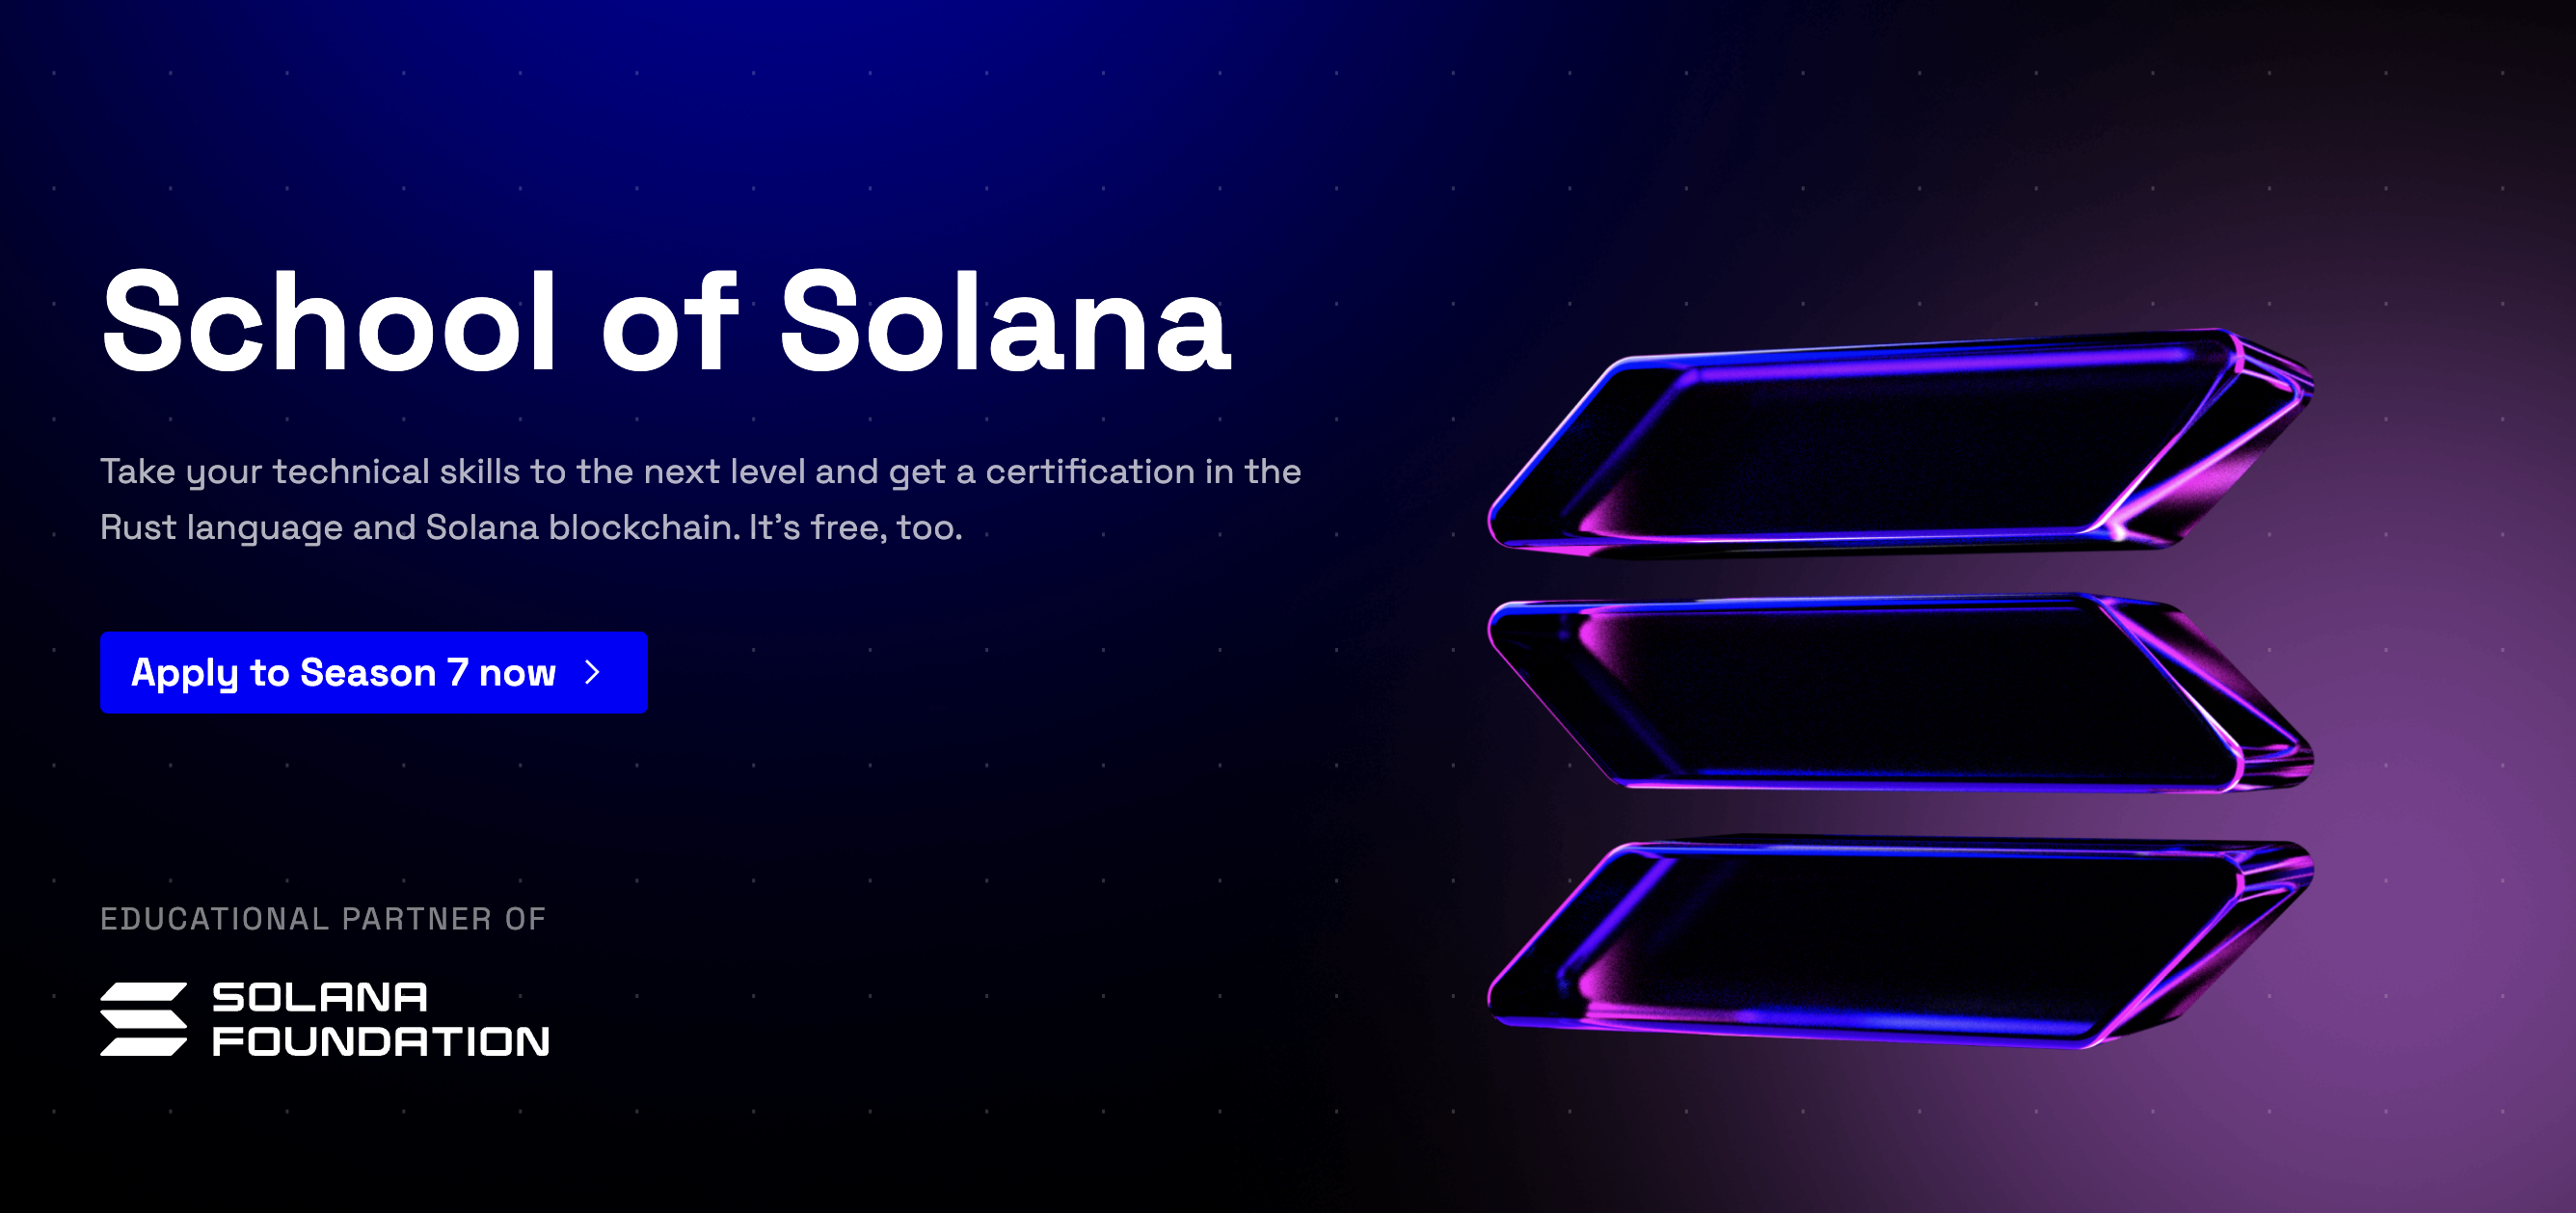 School of Solana
Take your technical skills to the next level and get a certification in the
Rust language and Solana blockchain. It’s free, too.
Apply to Season 7 now
EDUCATIONAL PARTNER OF
SOLANA
FOUNDATION